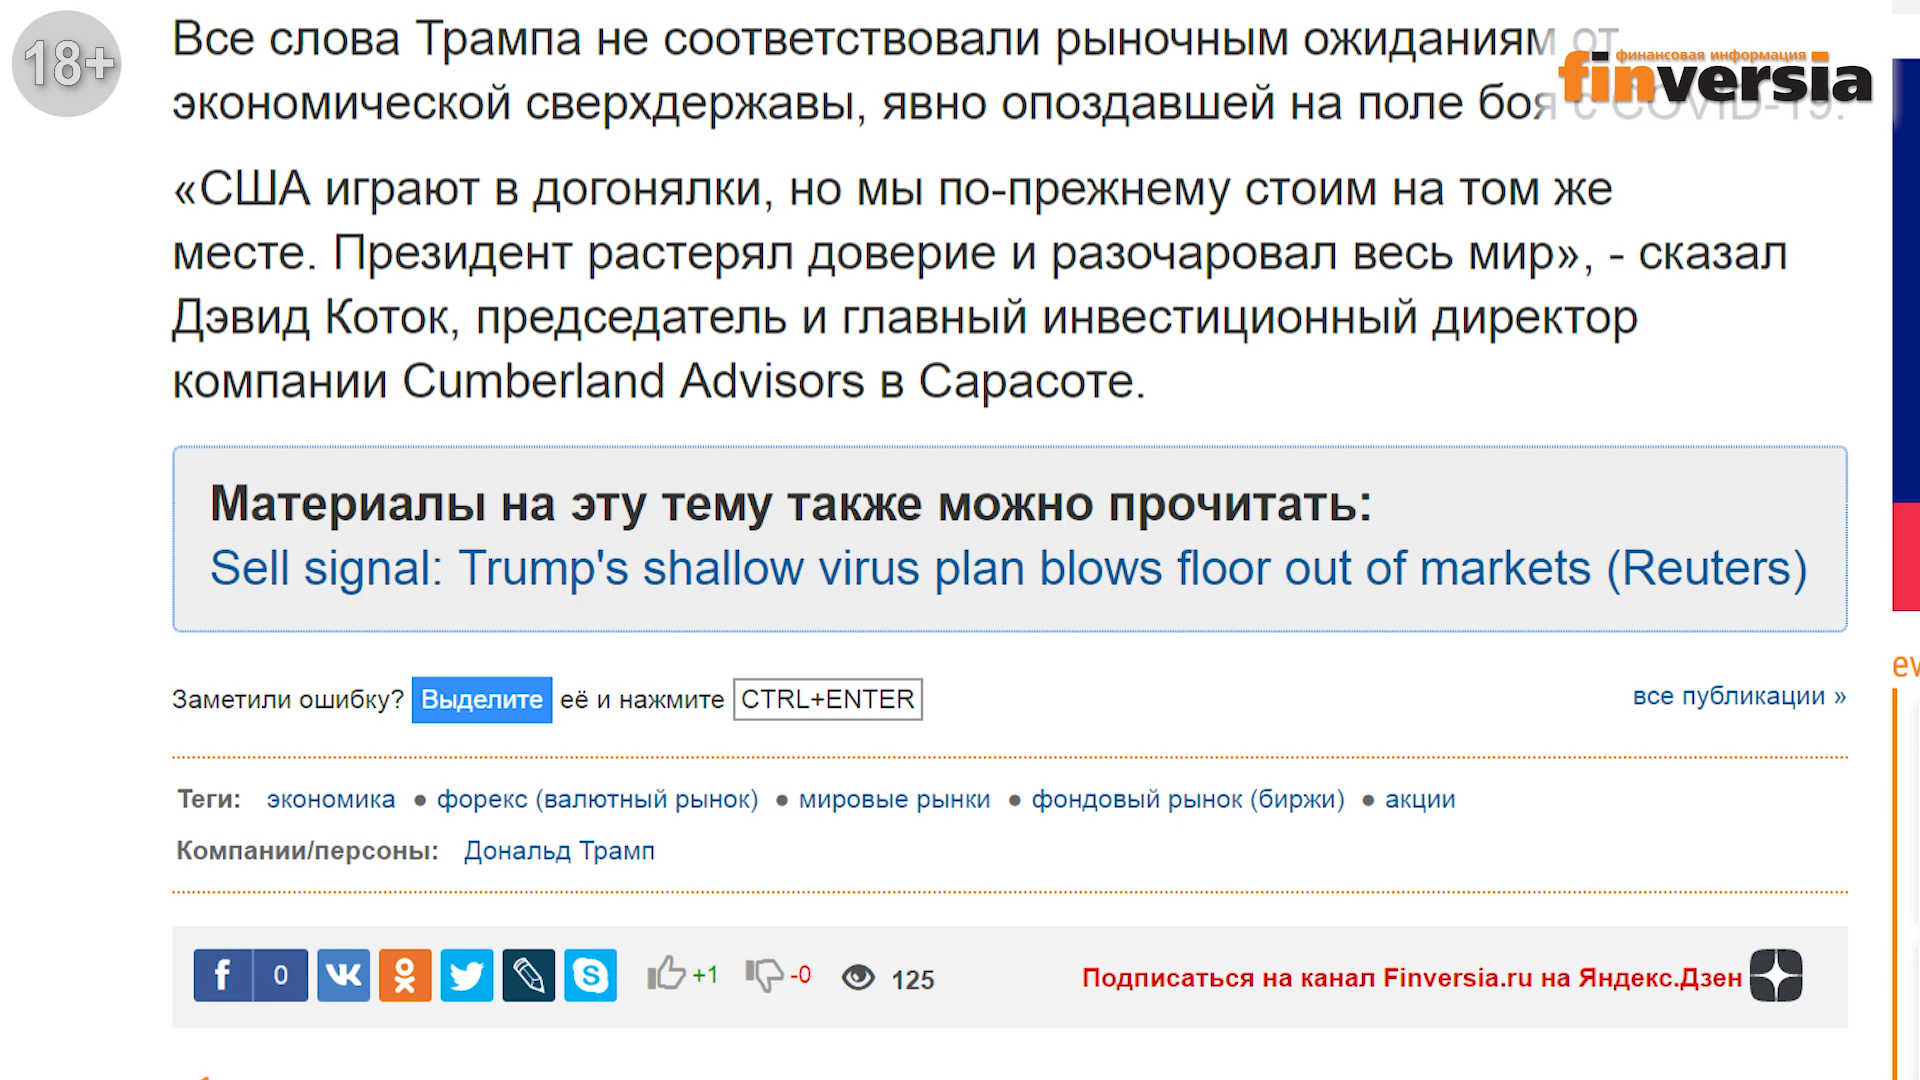 18+
Все слова Трампа не соответствовали рыночным ожиданиям от
финансовая информация
finversia
экономической сверхдержавы, явно опоздавшей на поле боя с COVID-19.
«США играют в догонялки, но мы по-прежнему стоим на том же
месте. Президент растерял доверие и разочаровал весь мир», - сказал
Дэвид Коток, председатель и главный инвестиционный директор
компании Cumberland Advisors в Сарасоте.
Материалы на эту тему также можно прочитать:
Sell signal: Trump's shallow virus plan blows floor out of markets (Reuters)
Заметили ошибку? Выделите её и нажмите CTRL+ENTER
все публикации »
Теги: экономика ● форекс (валютный рынок) ● мировые рынки ● фондовый рынок (биржи) ● акции
Компании/персоны: Дональд Трамп
f 0 +1 -0 125
Подписаться на канал Finversia.ru на Яндекс.Дзен